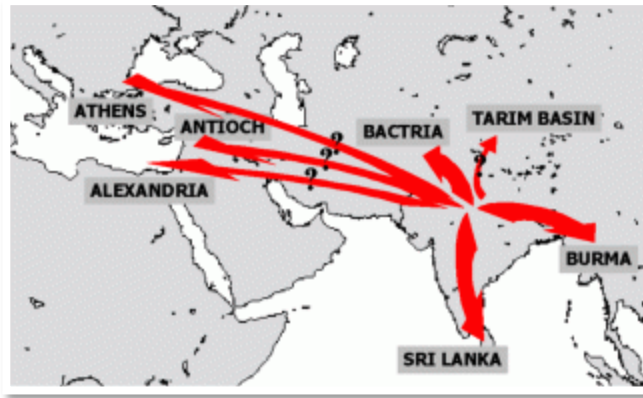 ATHENS
ANTIOCH
BACTRIA
TARIM BASIN
?
?
?
?
ALEXANDRIA
BURMA
SRI LANKA